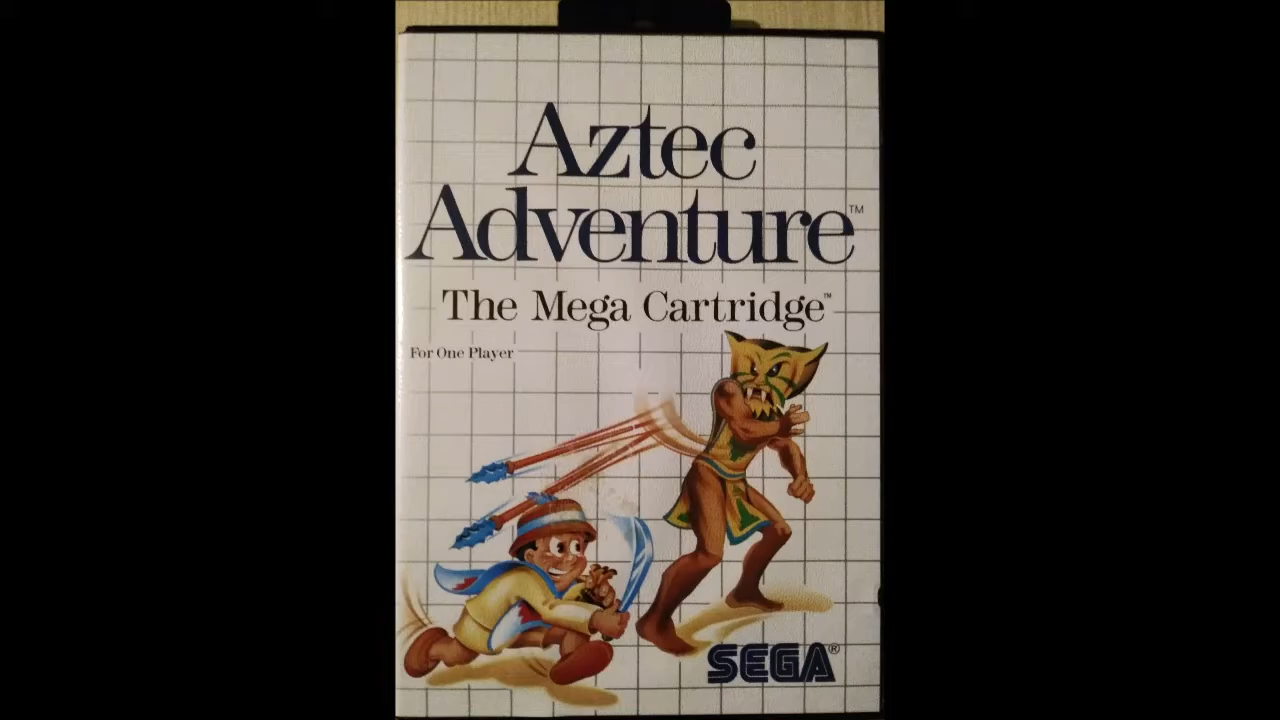 Aztec
Adventure™
The Mega Cartridge™
For One Player
SEGA®